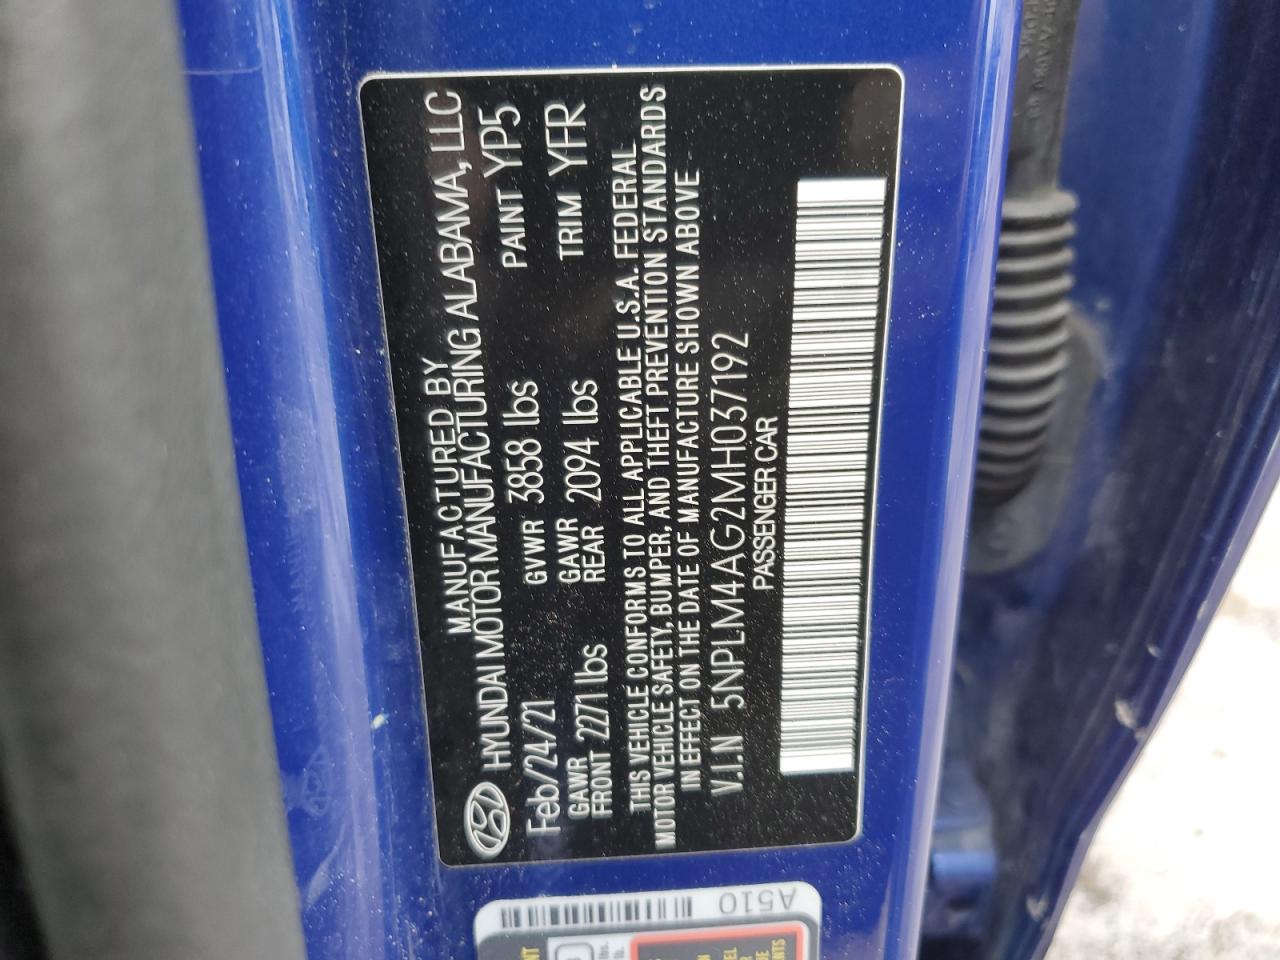 MANUFACTURED BY
HYUNDAI MOTOR MANUFACTURING ALABAMA, LLC
Feb/24/21 GVWR 3858 lbs PAINT YP5
GAWR FRONT 2271 lbs GAWR REAR 2094 lbs TRIM YFR
THIS VEHICLE CONFORMS TO ALL APPLICABLE U.S.A. FEDERAL
MOTOR VEHICLE SAFETY, BUMPER, AND THEFT PREVENTION STANDARDS
IN EFFECT ON THE DATE OF MANUFACTURE SHOWN ABOVE
V.I.N 5NPLM4AG2MH037192
PASSENGER CAR
A510